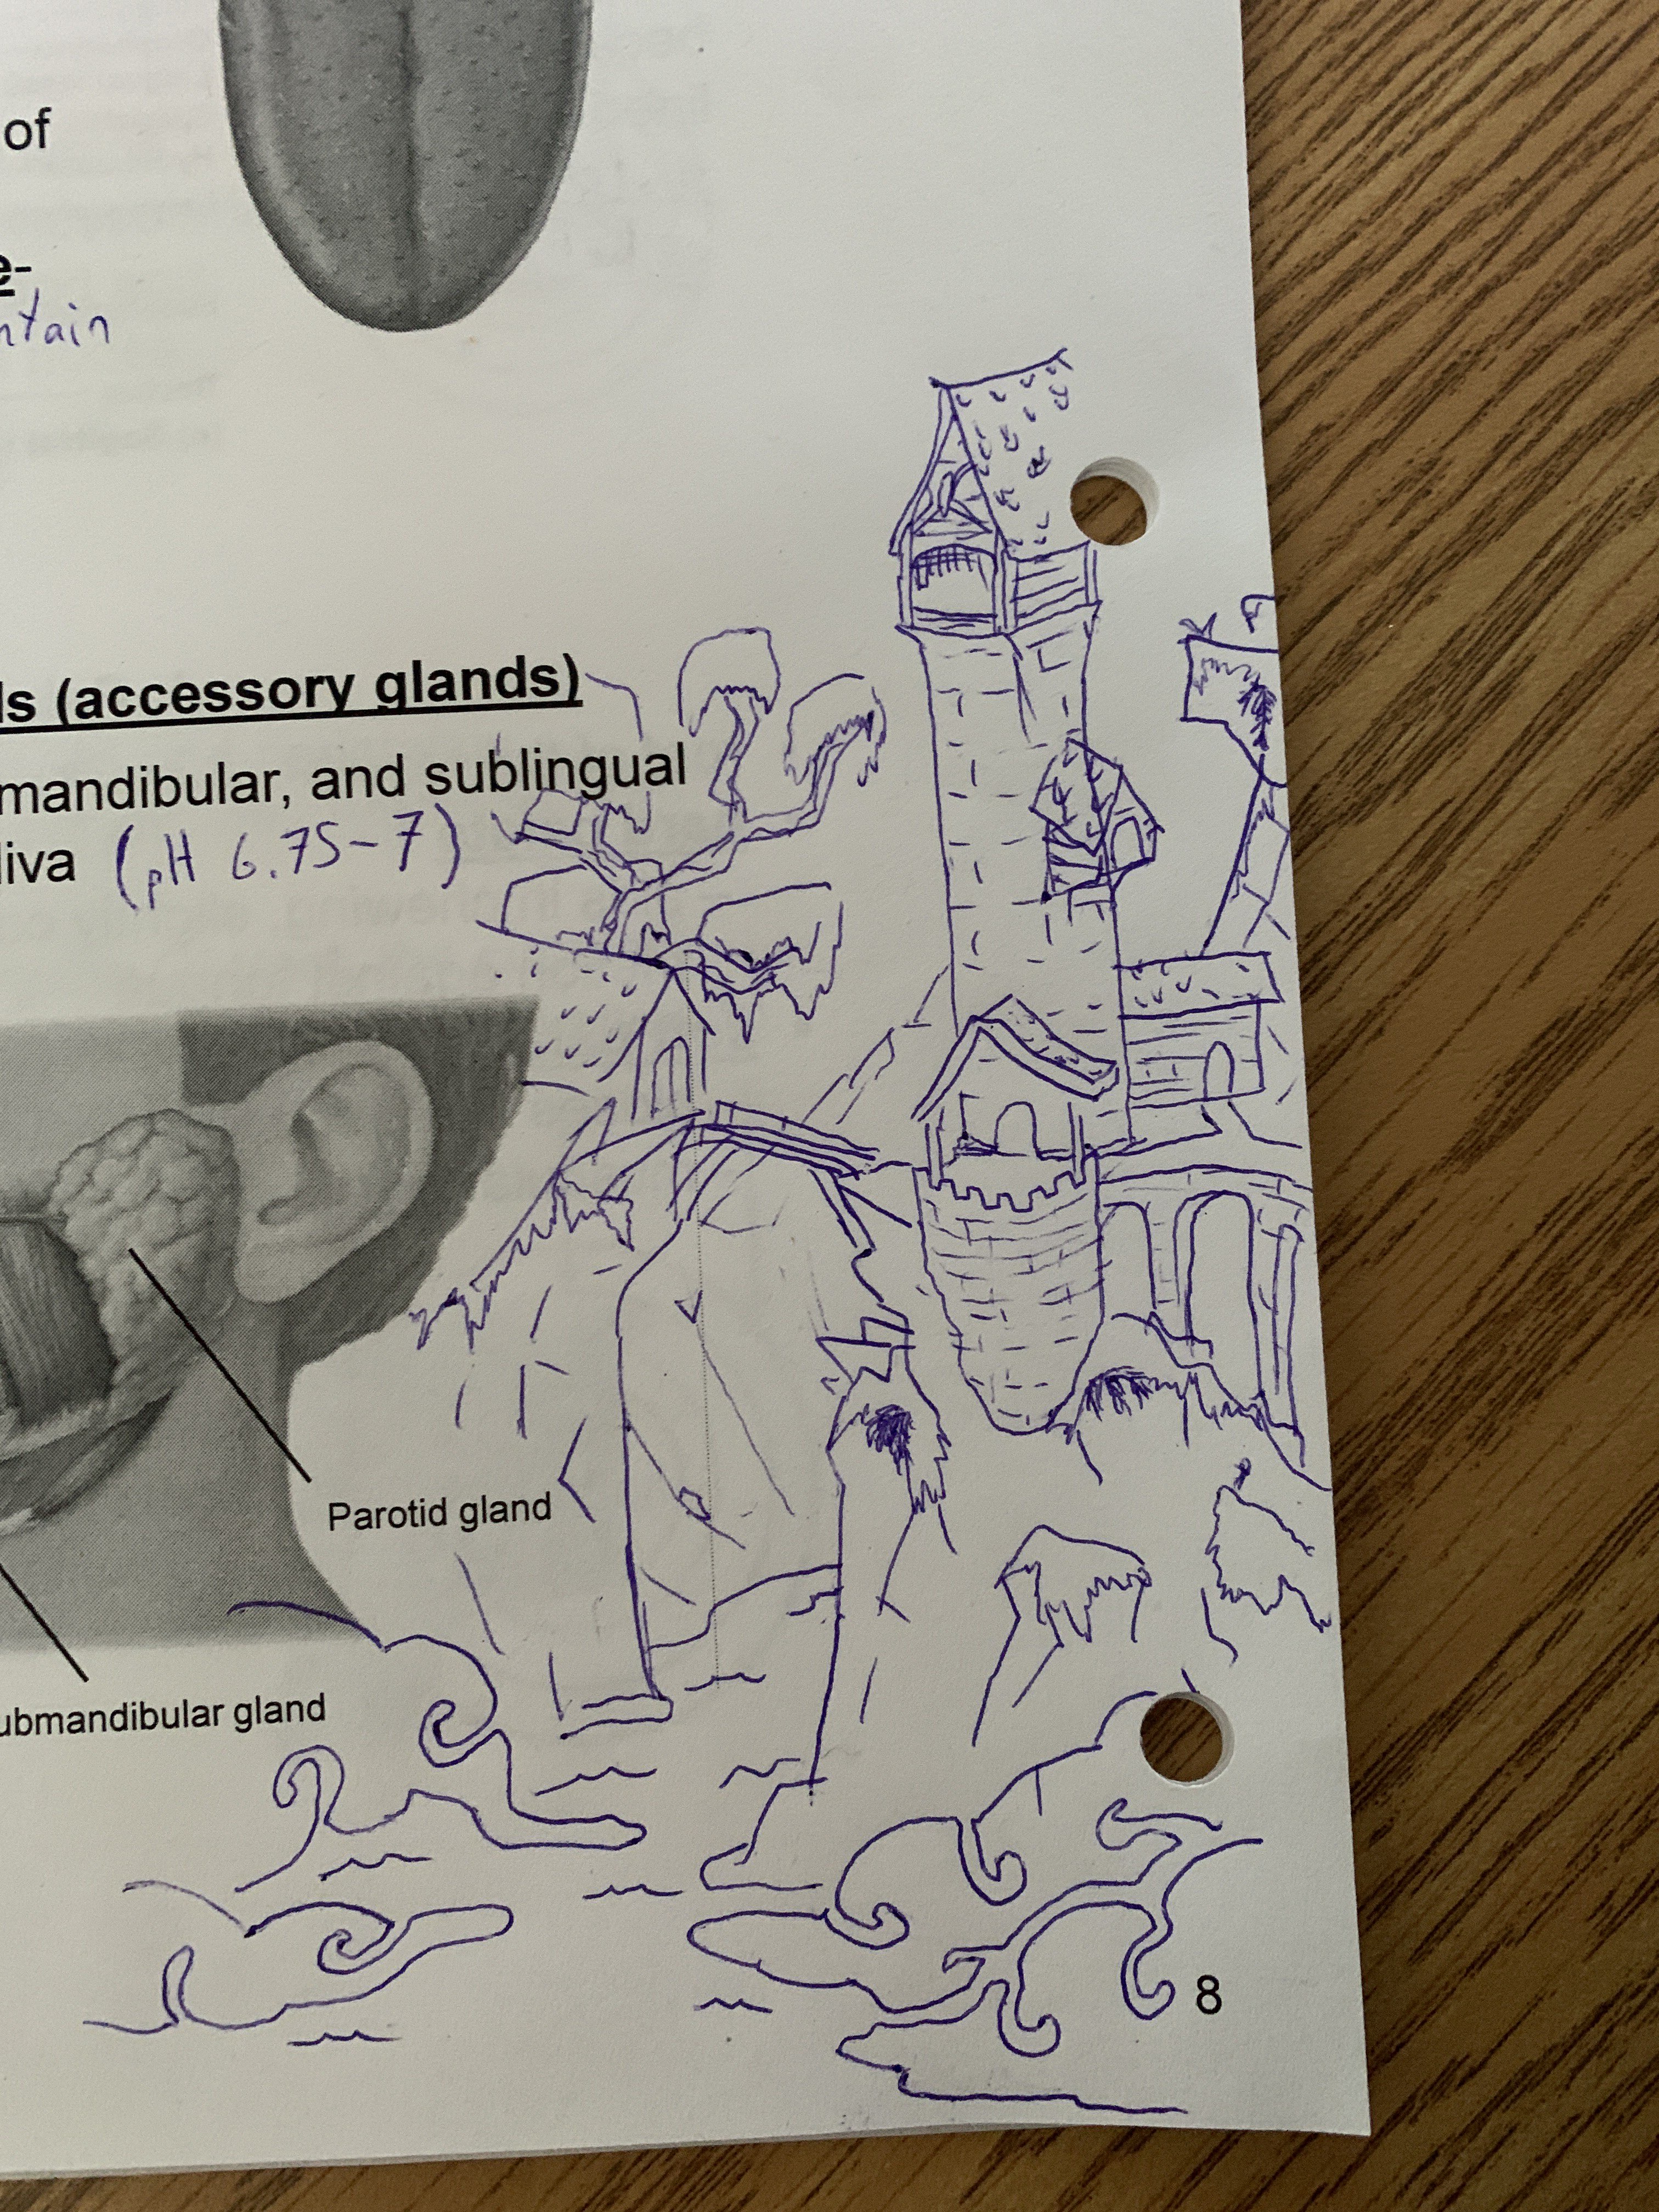 of
e-
ntain
ls (accessory glands)
mandibular, and sublingual
liva (pH 6.75-7)
Parotid gland
ubmandibular gland
8